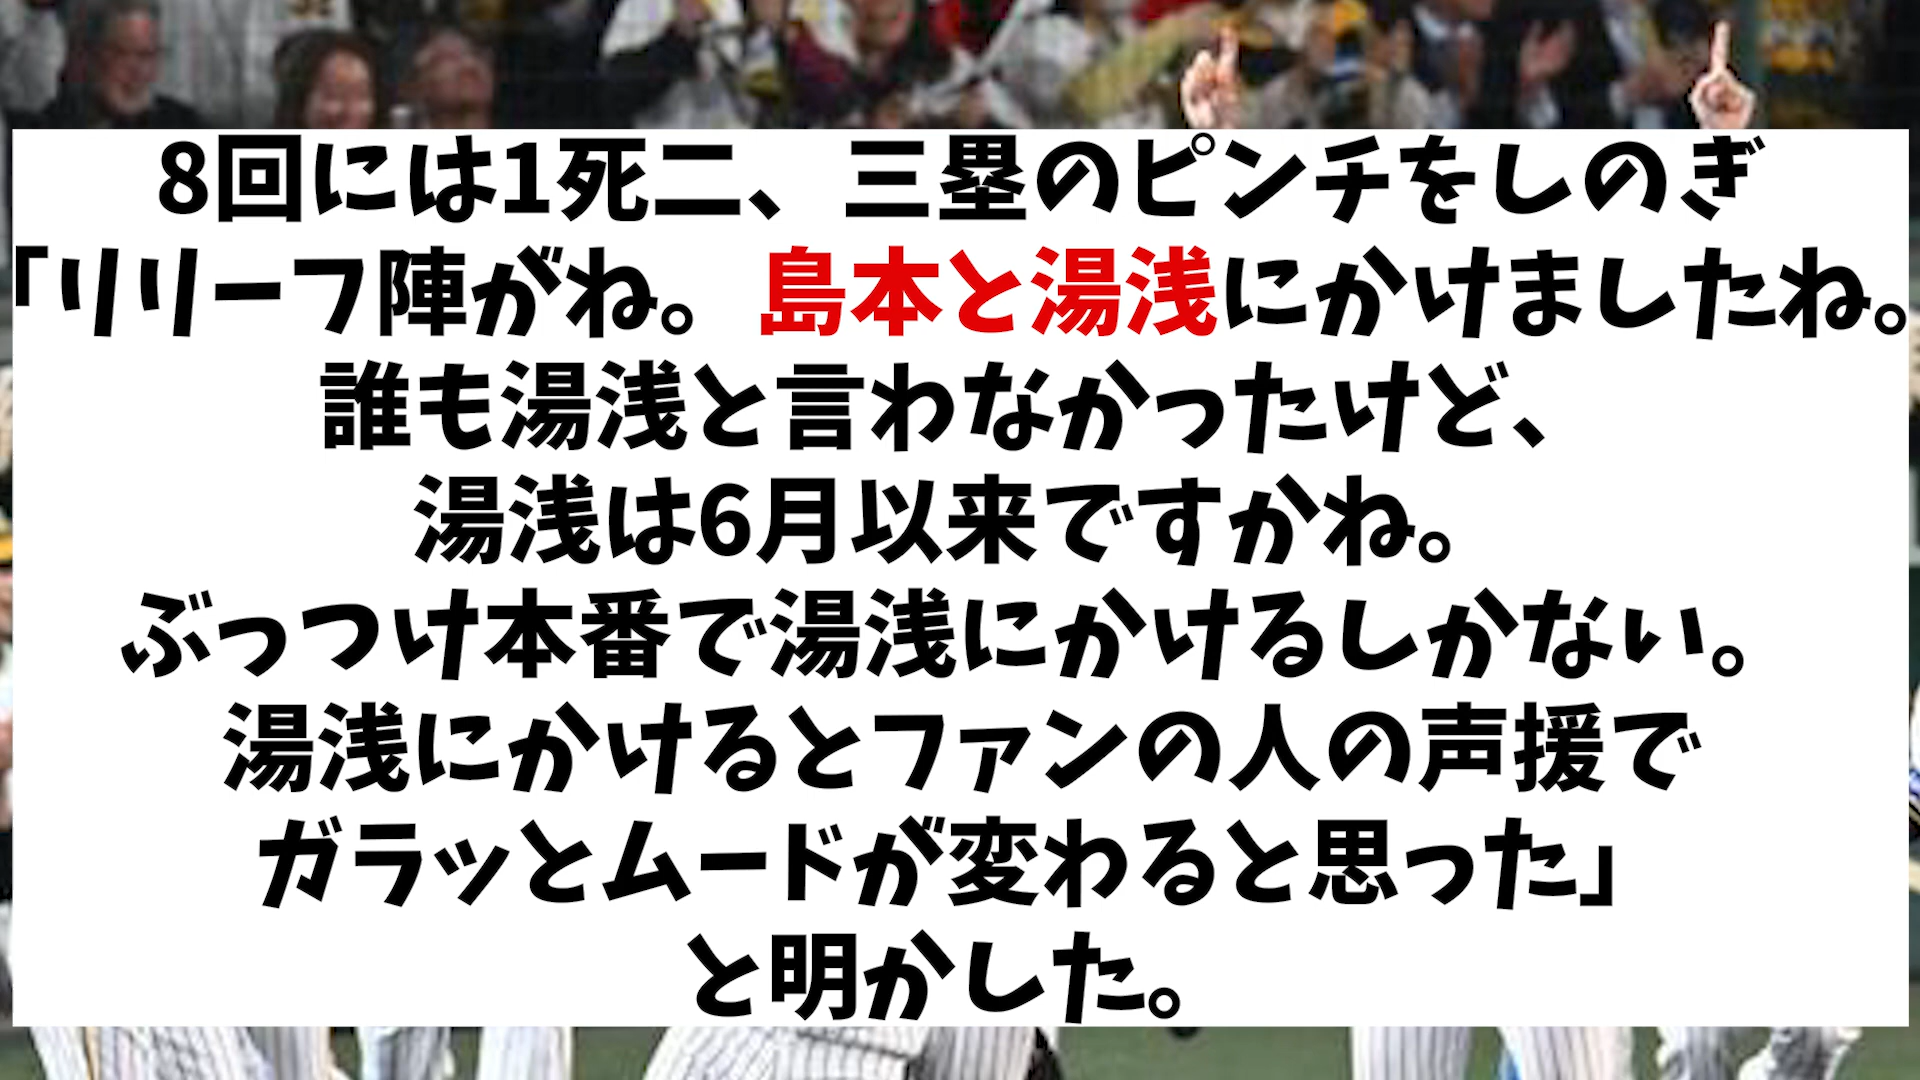 8回には1死二、三塁のピンチをしのぎ
「リリーフ陣がね。島本と湯浅にかけましたね。
誰も湯浅と言わなかったけど、
湯浅は6月以来ですかね。
ぶっつけ本番で湯浅にかけるしかない。
湯浅にかけるとファンの人の声援で
ガラッとムードが変わると思った」
と明かした。